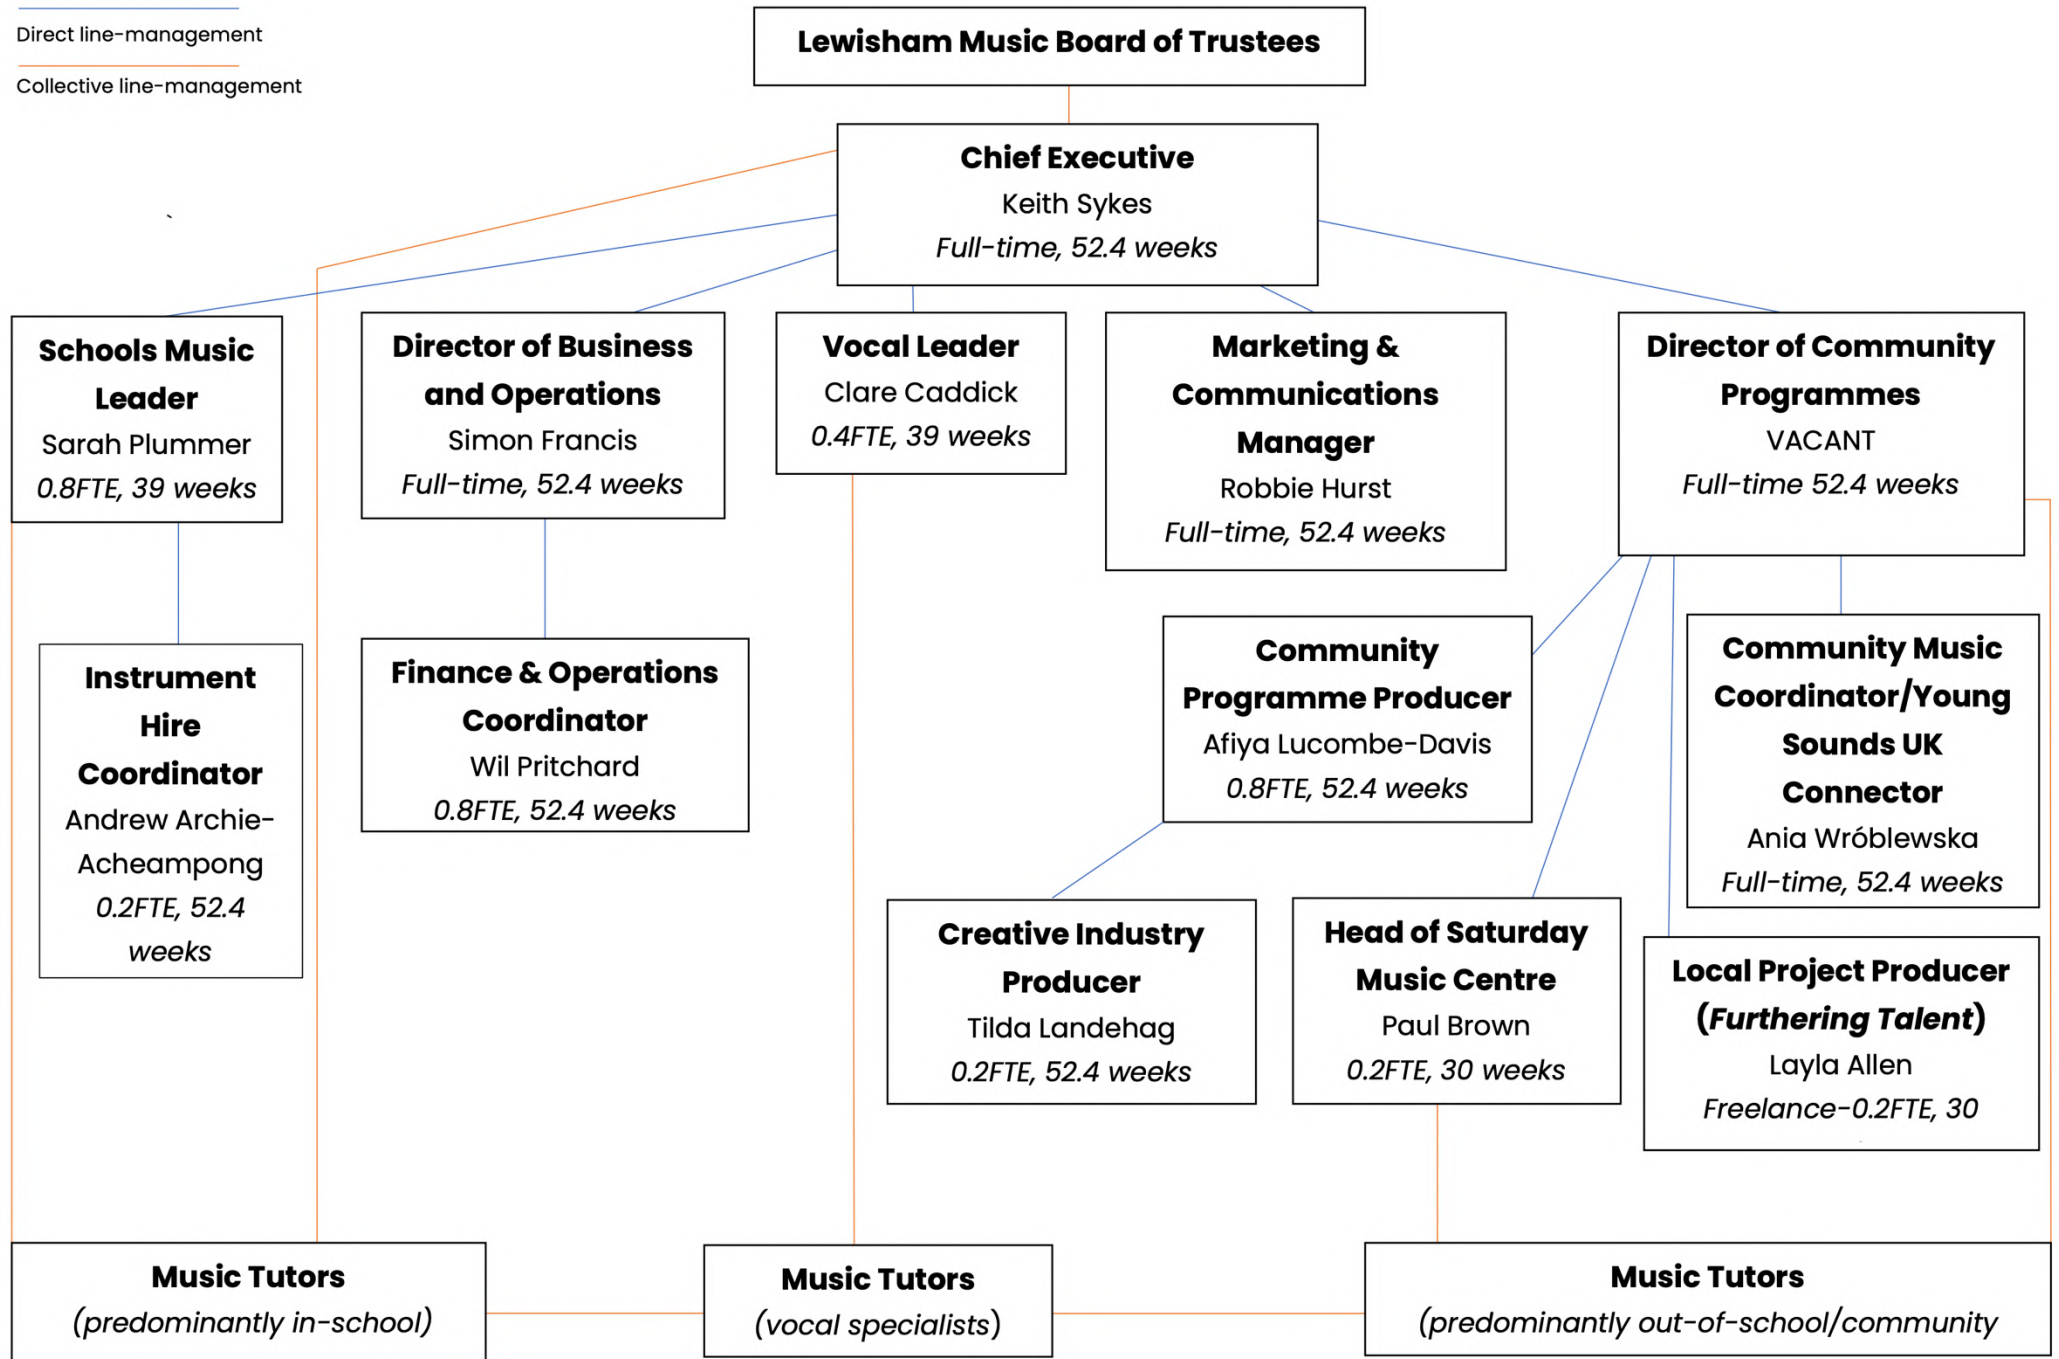 Direct line-management
Collective line-management
Lewisham Music Board of Trustees
Chief Executive
Keith Sykes
Full-time, 52.4 weeks
Schools Music
Leader
Sarah Plummer
0.8FTE, 39 weeks
Director of Business
and Operations
Simon Francis
Full-time, 52.4 weeks
Vocal Leader
Clare Caddick
0.4FTE, 39 weeks
Marketing &
Communications
Manager
Robbie Hurst
Full-time, 52.4 weeks
Director of Community
Programmes
VACANT
Full-time 52.4 weeks
Instrument
Hire
Coordinator
Andrew Archie-
Acheampong
0.2FTE, 52.4
weeks
Finance & Operations
Coordinator
Wil Pritchard
0.8FTE, 52.4 weeks
Community
Programme Producer
Afiya Lucombe-Davis
0.8FTE, 52.4 weeks
Community Music
Coordinator/Young
Sounds UK
Connector
Ania Wróblewska
Full-time, 52.4 weeks
Creative Industry
Producer
Tilda Landehag
0.2FTE, 52.4 weeks
Head of Saturday
Music Centre
Paul Brown
0.2FTE, 30 weeks
Local Project Producer
(Furthering Talent)
Layla Allen
Freelance-0.2FTE, 30
Music Tutors
(predominantly in-school)
Music Tutors
(vocal specialists)
Music Tutors
(predominantly out-of-school/community